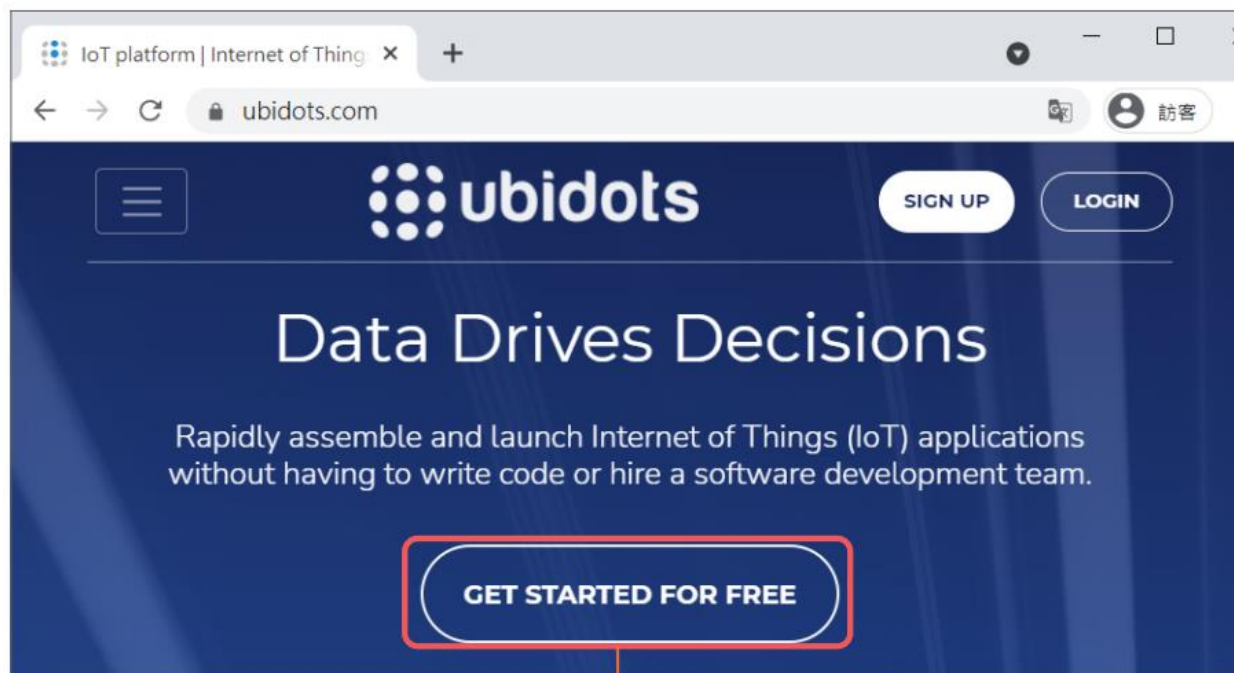 IoT platform | Internet of Thing
ubidots.com
訪客
ubidots
SIGN UP
LOGIN
Data Drives Decisions
Rapidly assemble and launch Internet of Things (IoT) applications
without having to write code or hire a software development team.
GET STARTED FOR FREE